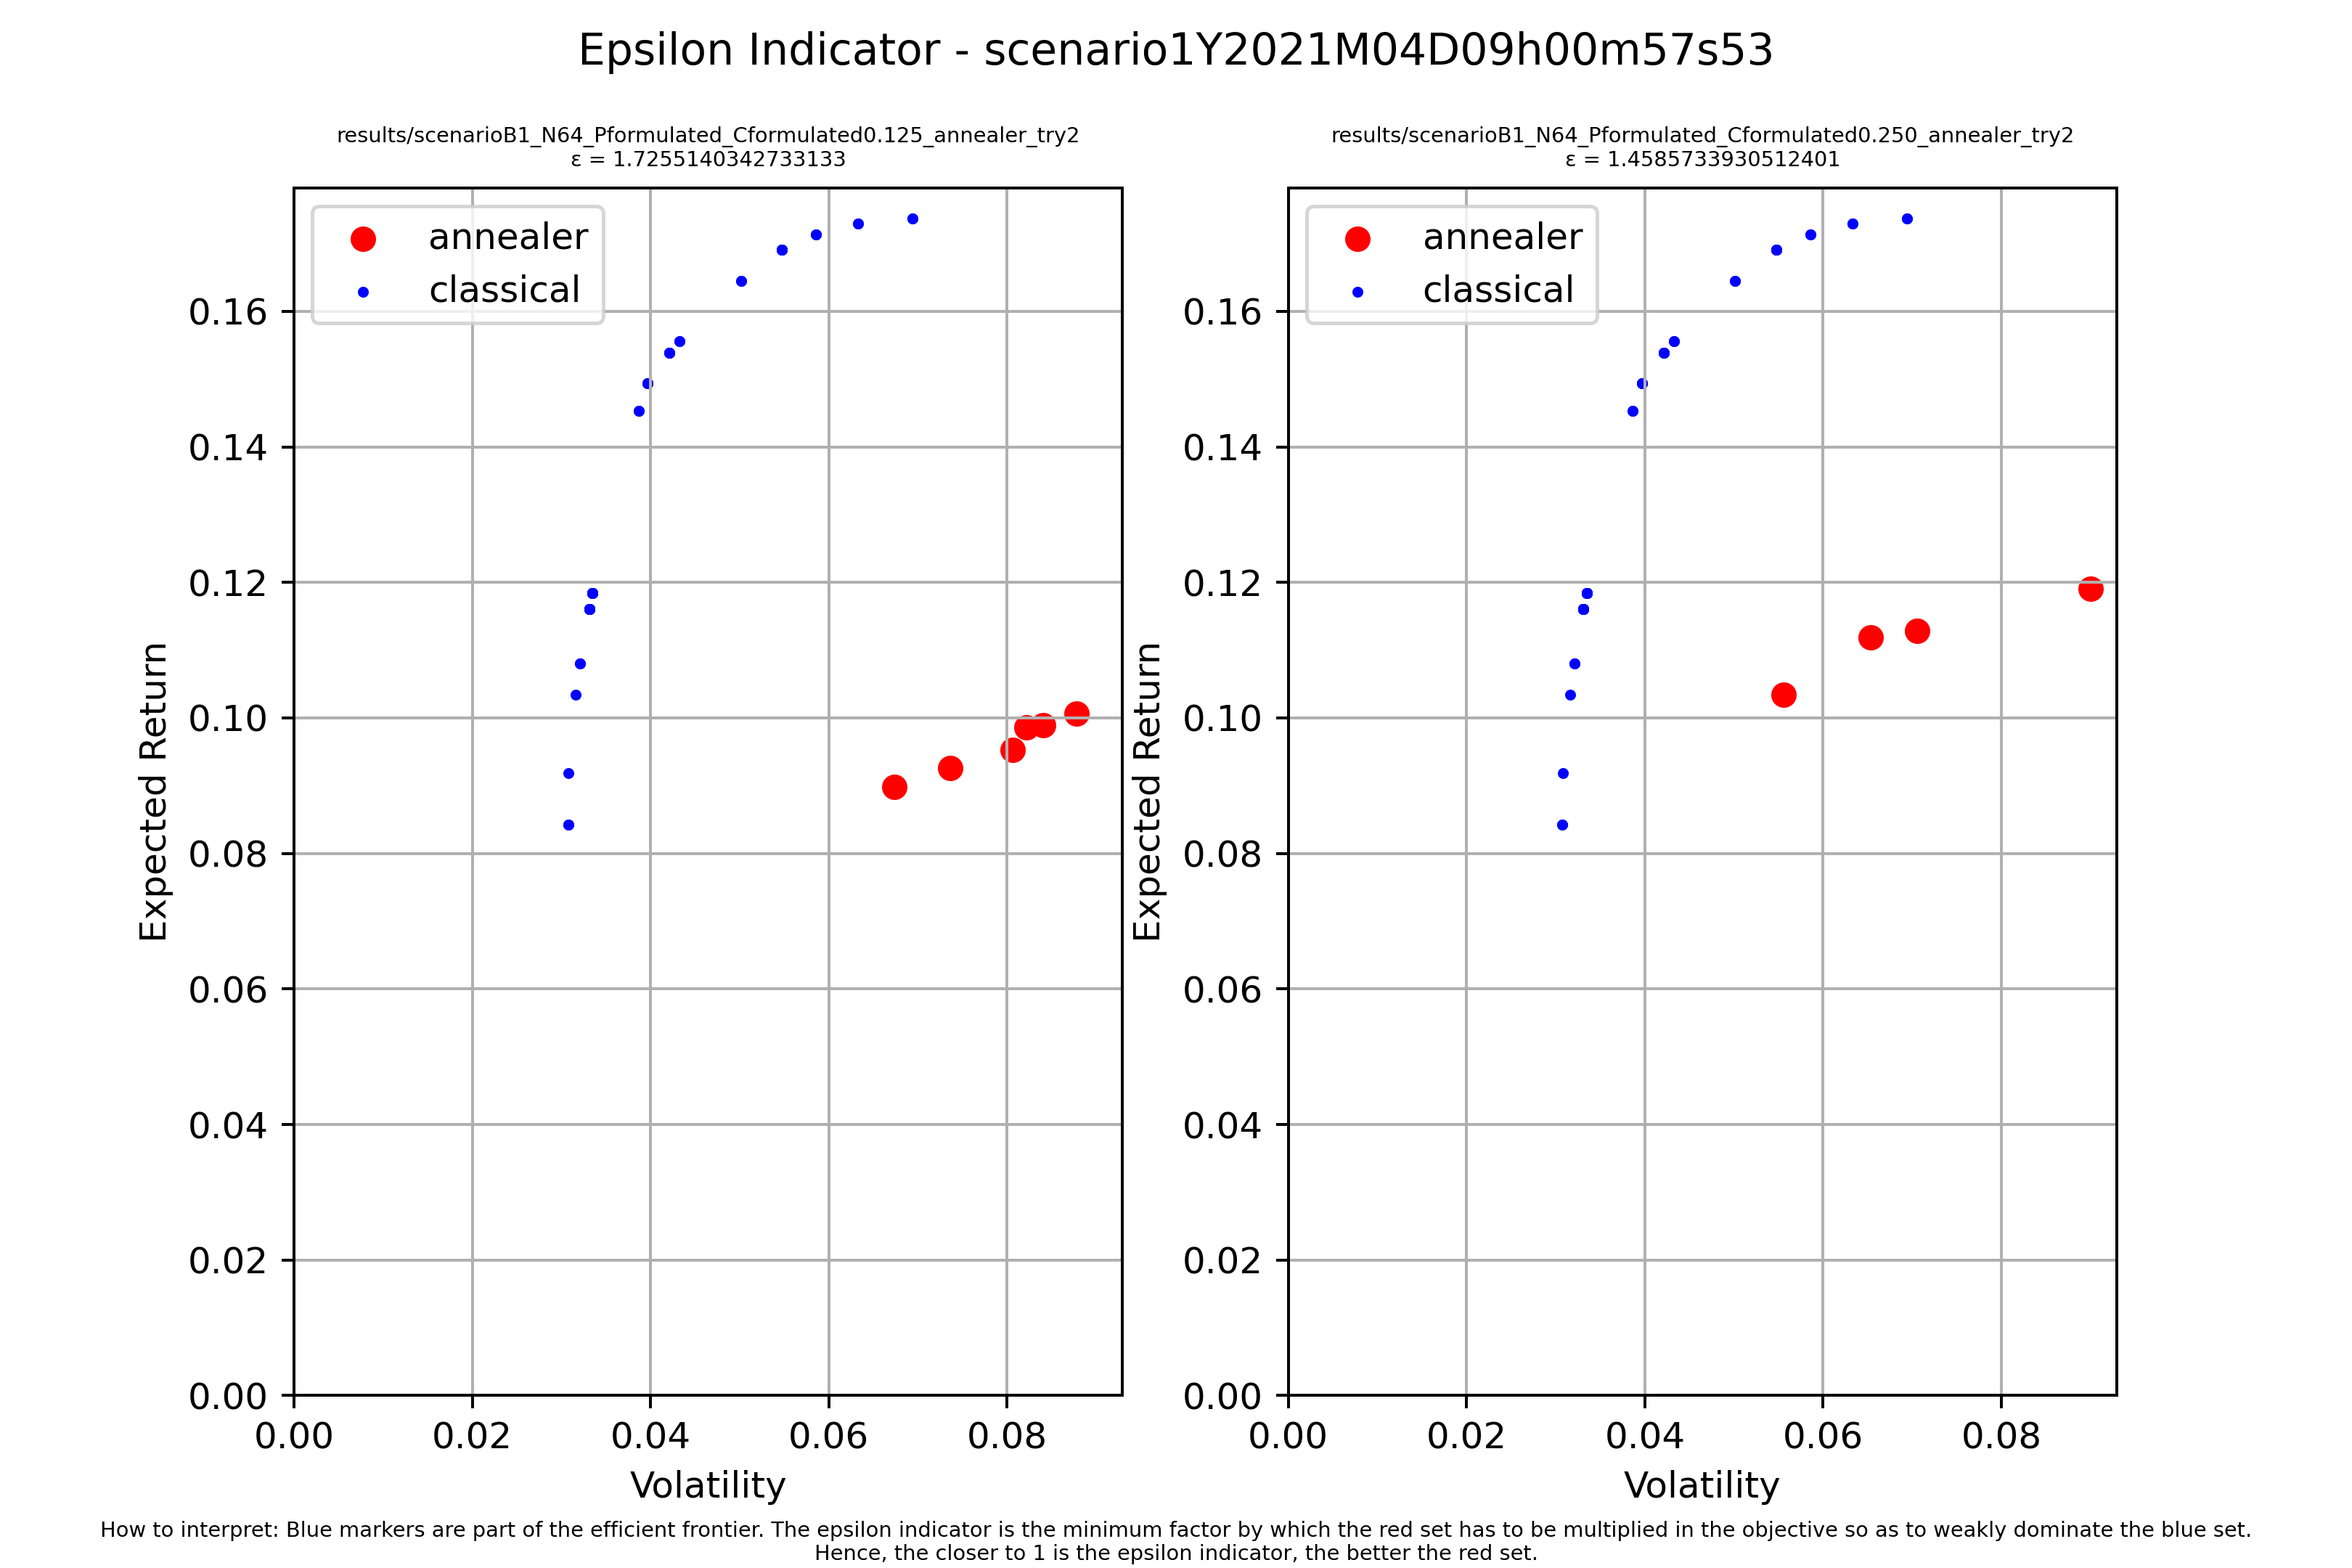 Epsilon Indicator - scenario1Y2021M04D09h00m57s53
results/scenarioB1_N64_Pformulated_Cformulated0.125_annealer_try2
ε = 1.7255140342733133
annealer
classical
0.16
0.14
0.12
0.10
0.08
0.06
0.04
0.02
0.00
Expected Return
0.00 0.02 0.04 0.06 0.08
Volatility
results/scenarioB1_N64_Pformulated_Cformulated0.250_annealer_try2
ε = 1.4585733930512401
annealer
classical
0.16
0.14
0.12
0.10
0.08
0.06
0.04
0.02
0.00
Expected Return
0.00 0.02 0.04 0.06 0.08
Volatility
How to interpret: Blue markers are part of the efficient frontier. The epsilon indicator is the minimum factor by which the red set has to be multiplied in the objective so as to weakly dominate the blue set.
Hence, the closer to 1 is the epsilon indicator, the better the red set.